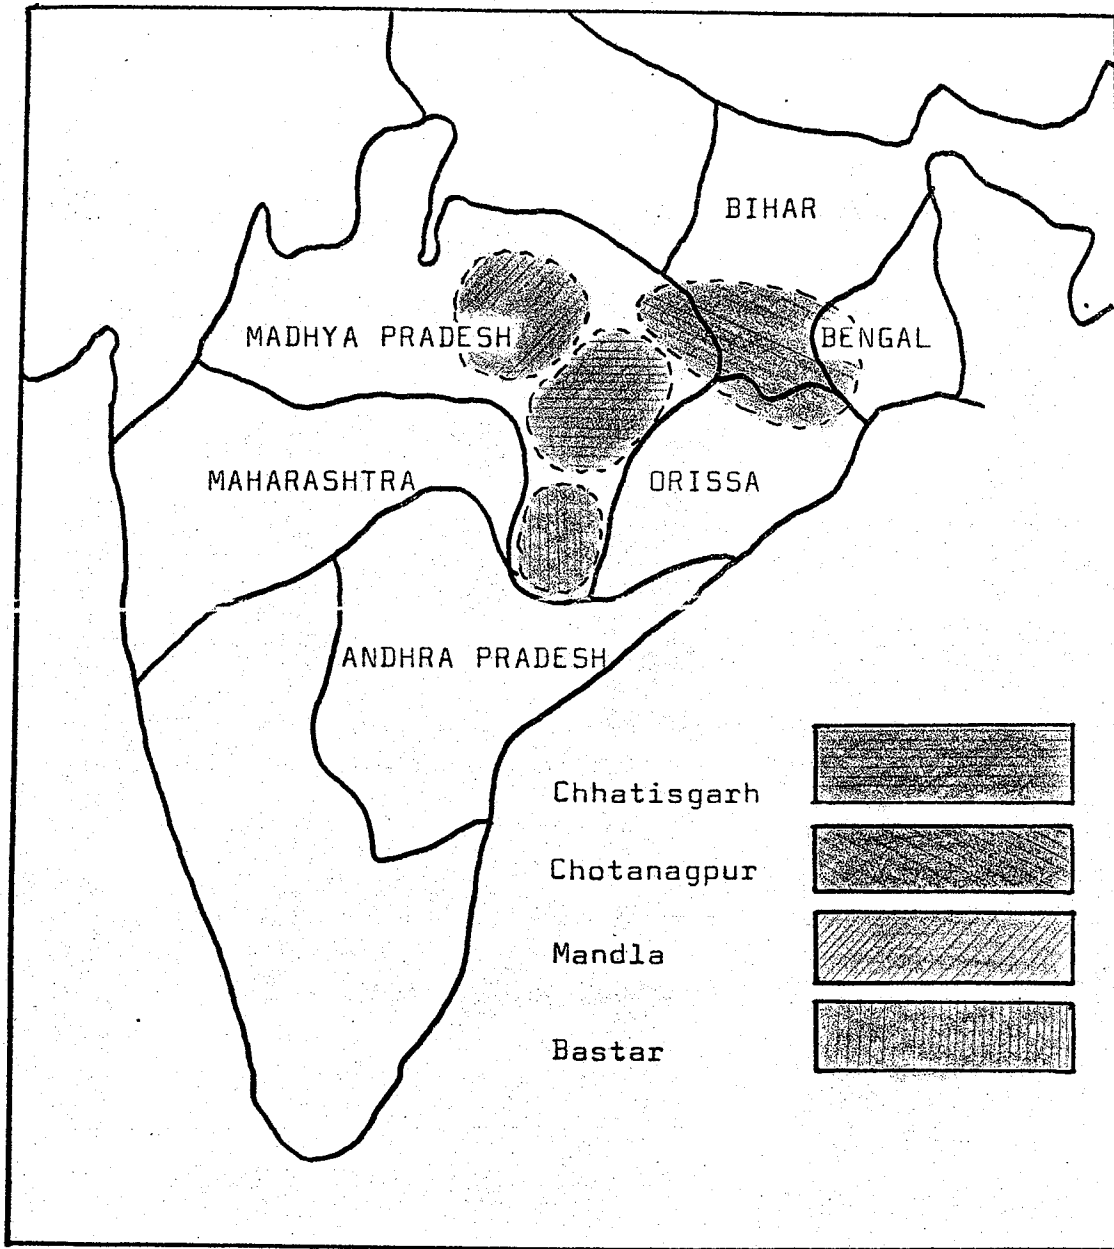 BIHAR
MADHYA PRADESH
BENGAL
MAHARASHTRA
ORISSA
ANDHRA PRADESH
Chhatisgarh
Chotanagpur
Mandla
Bastar